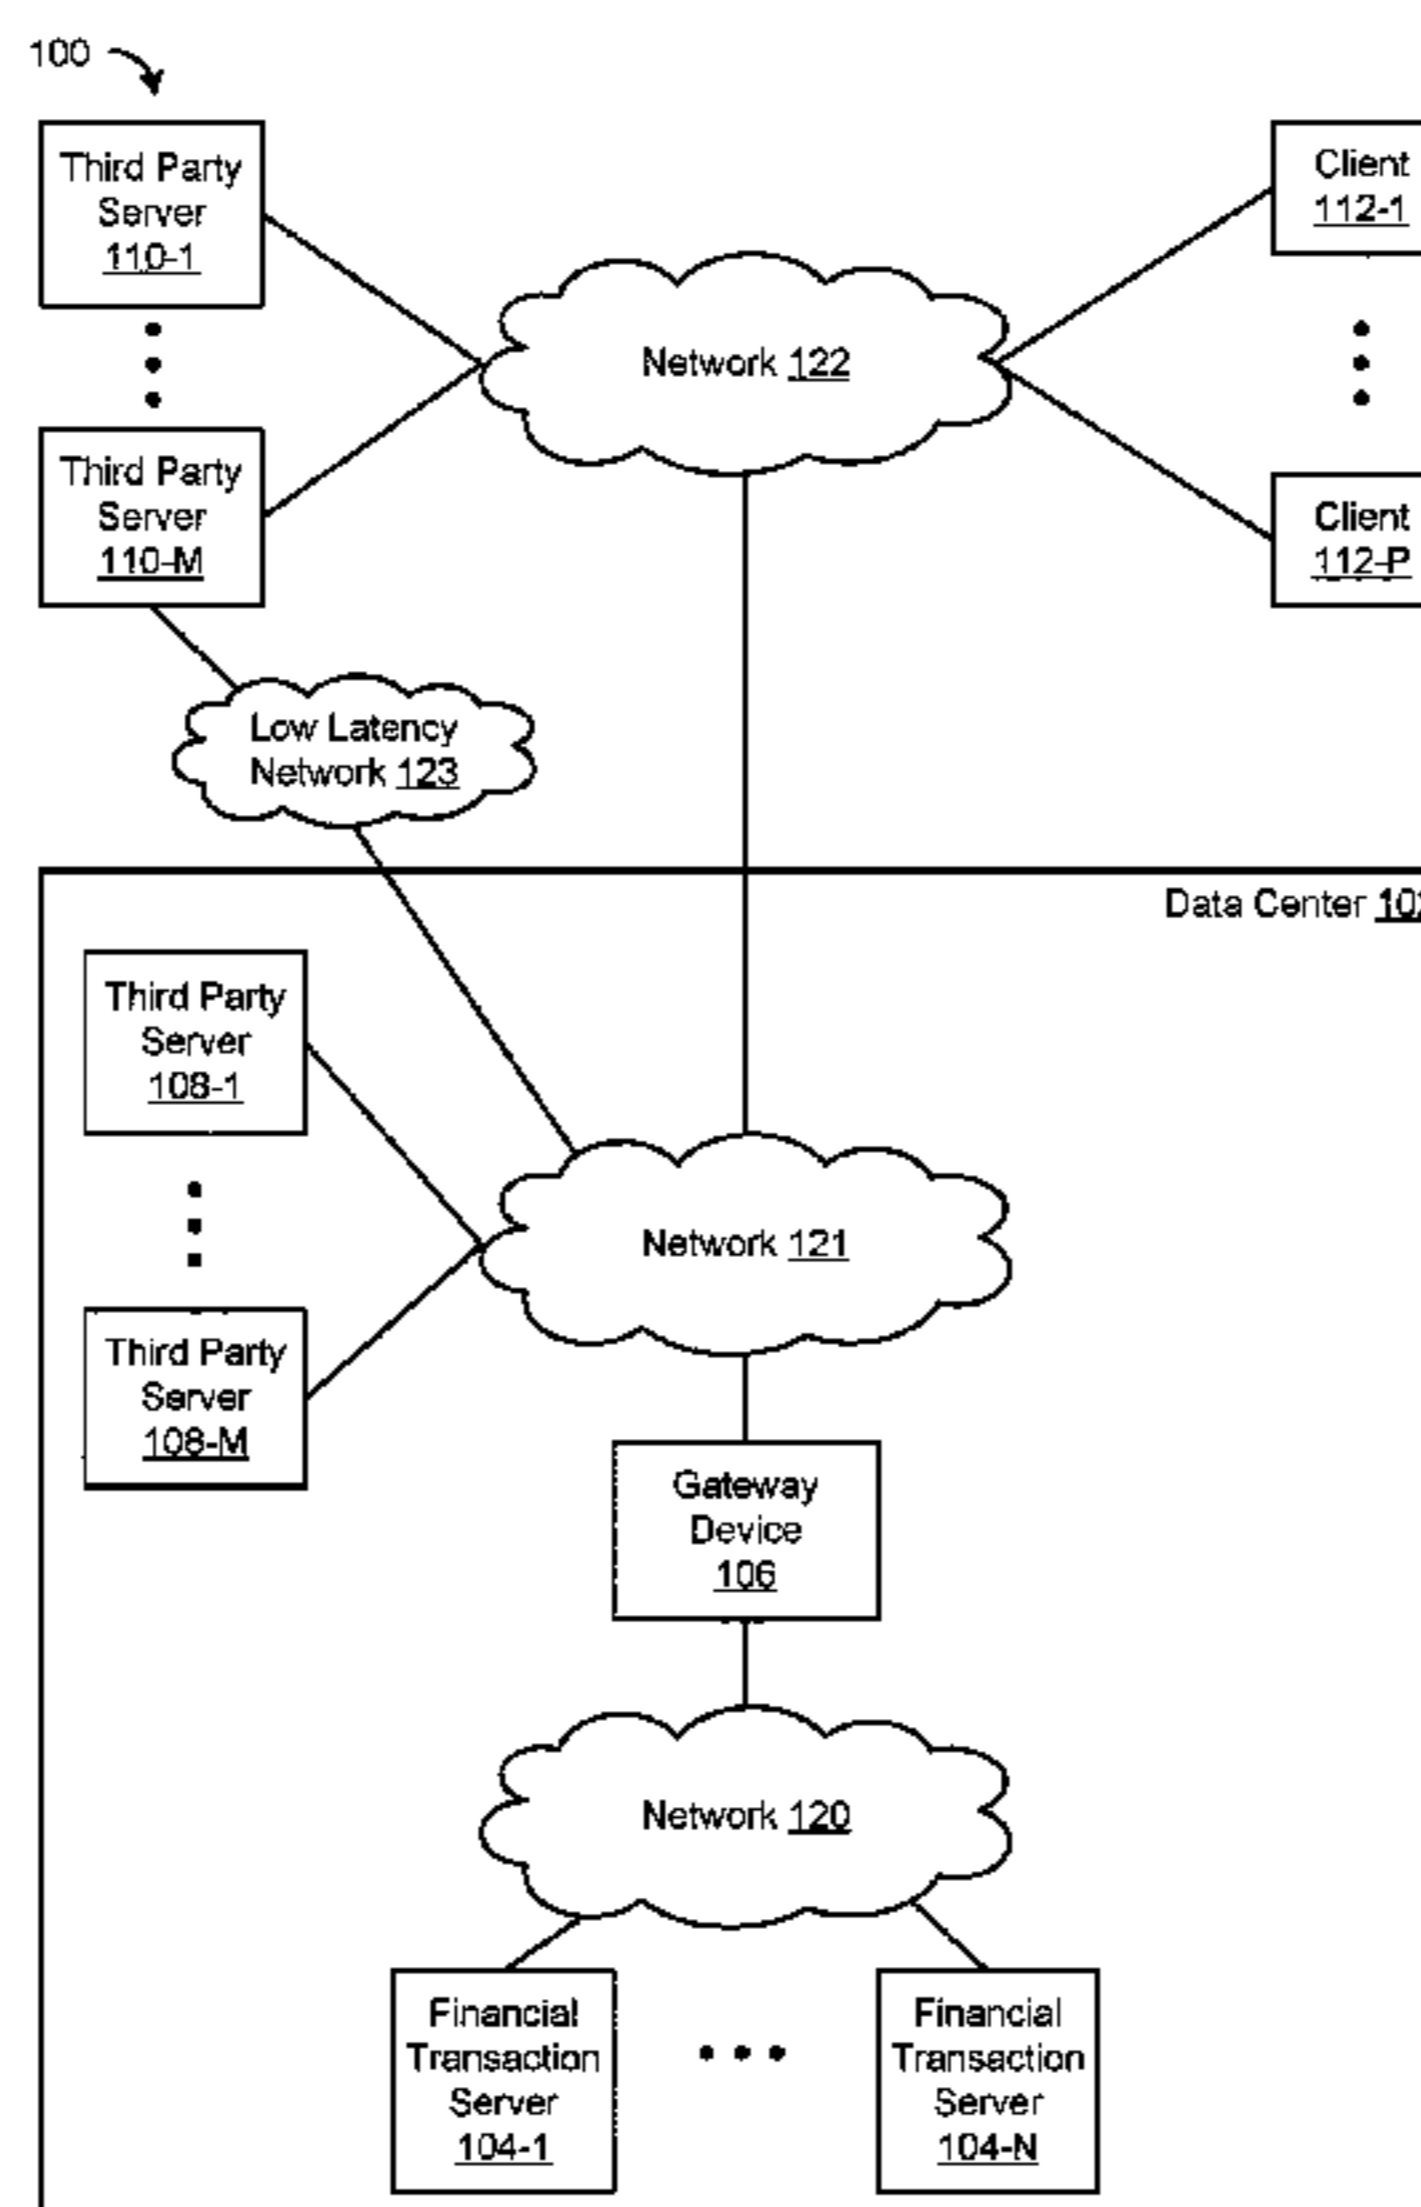 100
Third Party
Server
110-1
Client
112-1
Network 122
Third Party
Server
110-M
Client
112-P
Low Latency
Network 123
Data Center
Third Party
Server
108-1
Network 121
Third Party
Server
108-M
Gateway
Device
106
Network 120
Financial
Transaction
Server
104-1
Financial
Transaction
Server
104-N